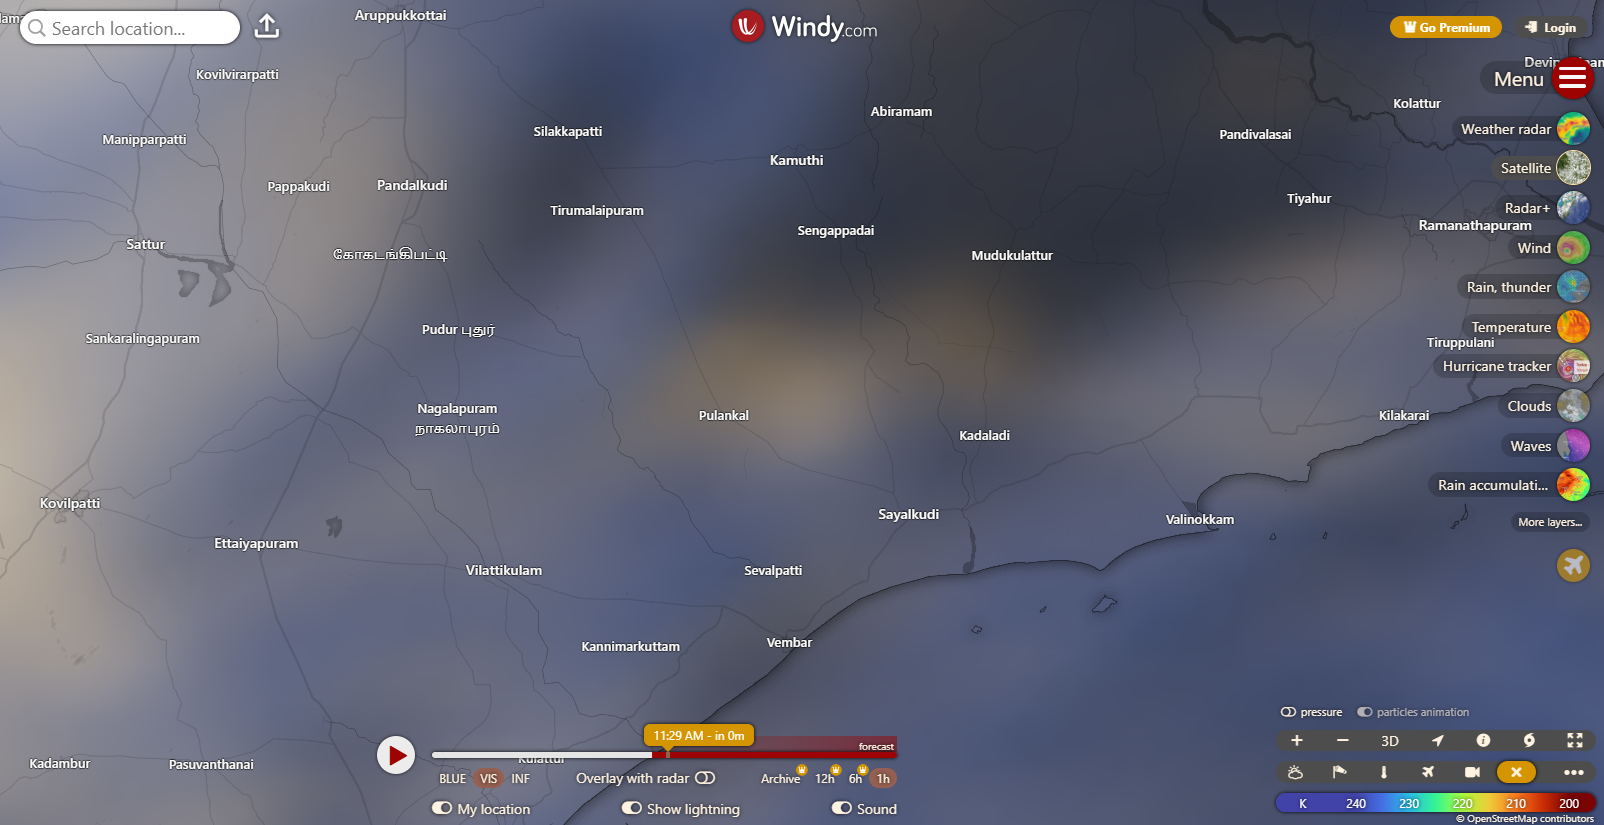 Aruppukkottai
Search location...
Windy.com
Go Premium
Login
Kovilvirarpatti
Menu
Abiramam
Kolattur
Manipparpatti
Silakkapatti
Pandivalasai
Weather radar
Kamuthi
Satellite
Pappakudi
Pandalkudi
Tirumalaipuram
Tiyahur
Radar+
Ramanathapuram
Sattur
கோகடங்கிபட்டி
Sengappadai
Mudukulattur
Wind
Rain, thunder
Sankaralingapuram
Pudur புதுர்
Temperature
Tiruppulani
Hurricane tracker
Nagalapuram
நாகலாபுரம்
Pulankal
Kadaladi
Kilakarai
Clouds
Waves
Rain accumulati...
Kovilpatti
Sayalkudi
Valinokkam
More layers...
Ettaiyapuram
Vilattikulam
Sevalpatti
Kannimarkuttam
Vembar
pressure
particles animation
11:29 AM - in 0m
forecast
3D
Kadambur
Pasuvanthanai
Kulattur
BLUE VIS INF
Overlay with radar
Archive 12h 6h 1h
My location
Show lightning
Sound
K 240 230 220 210 200
© OpenStreetMap contributors